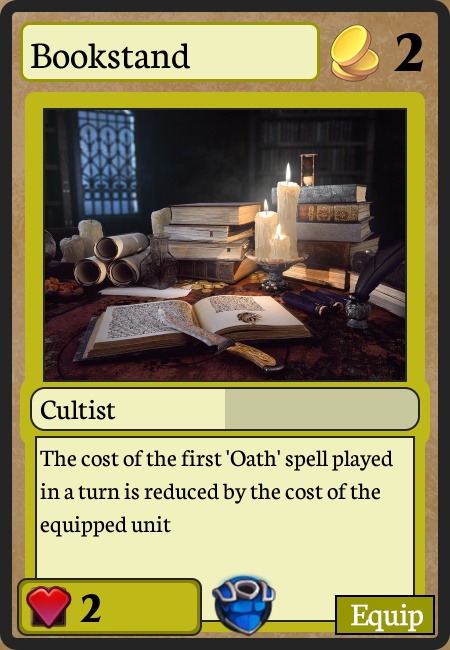 Bookstand
2
Cultist
The cost of the first 'Oath' spell played
in a turn is reduced by the cost of the
equipped unit
2
Equip